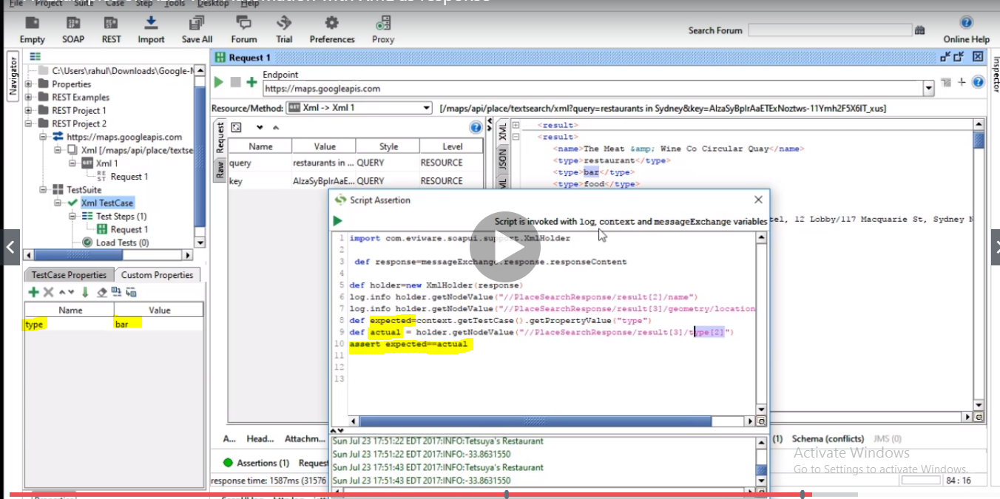 File Project Suite Case Step Tools Desktop Help
Empty SOAP REST Import Save All Forum Trial Preferences Proxy
Search Forum
Online Help
Navigator
C:\Users\rahul\Downloads\Google-
Properties
REST Examples
REST Project 1
REST Project 2
https://maps.googleapis.com
Xml [/maps/api/place/textse
Xml 1
Request 1
TestSuite
Xml TestCase
Test Steps (1)
Request 1
Load Tests (0)
TestCase Properties Custom Properties
Name Value
type bar
Request 1
Inspector
Endpoint
https://maps.googleapis.com
Resource/Method: GET Xml -> Xml 1 [/maps/api/place/textsearch/xml?query=restaurants in Sydney&key=
Request
Raw
Name Value Style Level
query restaurants in ... QUERY RESOURCE
key AIzaSyBpIrAaE... QUERY RESOURCE
XML
JSON
<result>
<result>
<name>The Meat &amp; Wine Co Circular Quay</name>
<type>restaurant</type>
<type>bar</type>
<type>food</type>
tel, 12 Lobby/117 Macquarie St, Sydney
Script Assertion
Script is invoked with log, context and messageExchange variables
1 import com.eviware.soapui.support.XmlHolder
2
3 def response=messageExchange.response.responseContent
4
5 def holder=new XmlHolder(response)
6 log.info holder.getNodeValue("//PlaceSearchResponse/result[2]/name")
7 log.info holder.getNodeValue("//PlaceSearchResponse/result[3]/geometry/location
8 def expected=context.getTestCase().getPropertyValue("type")
9 def actual = holder.getNodeValue("//PlaceSearchResponse/result[3]/type[2]")
10 assert expected==actual
11
12
13
Sun Jul 23 17:51:22 EDT 2017:INFO:Tetsuya's Restaurant
Sun Jul 23 17:51:22 EDT 2017:INFO:-33.8631550
Sun Jul 23 17:51:43 EDT 2017:INFO:Tetsuya's Restaurant
Sun Jul 23 17:51:43 EDT 2017:INFO:-33.8631550
A... Head... Attachm...
(1) Schema (conflicts) JMS (0)
Assertions (1) Request
response time: 1587ms (31576
Activate Windows
Go to Settings to activate Windows.
84 : 16